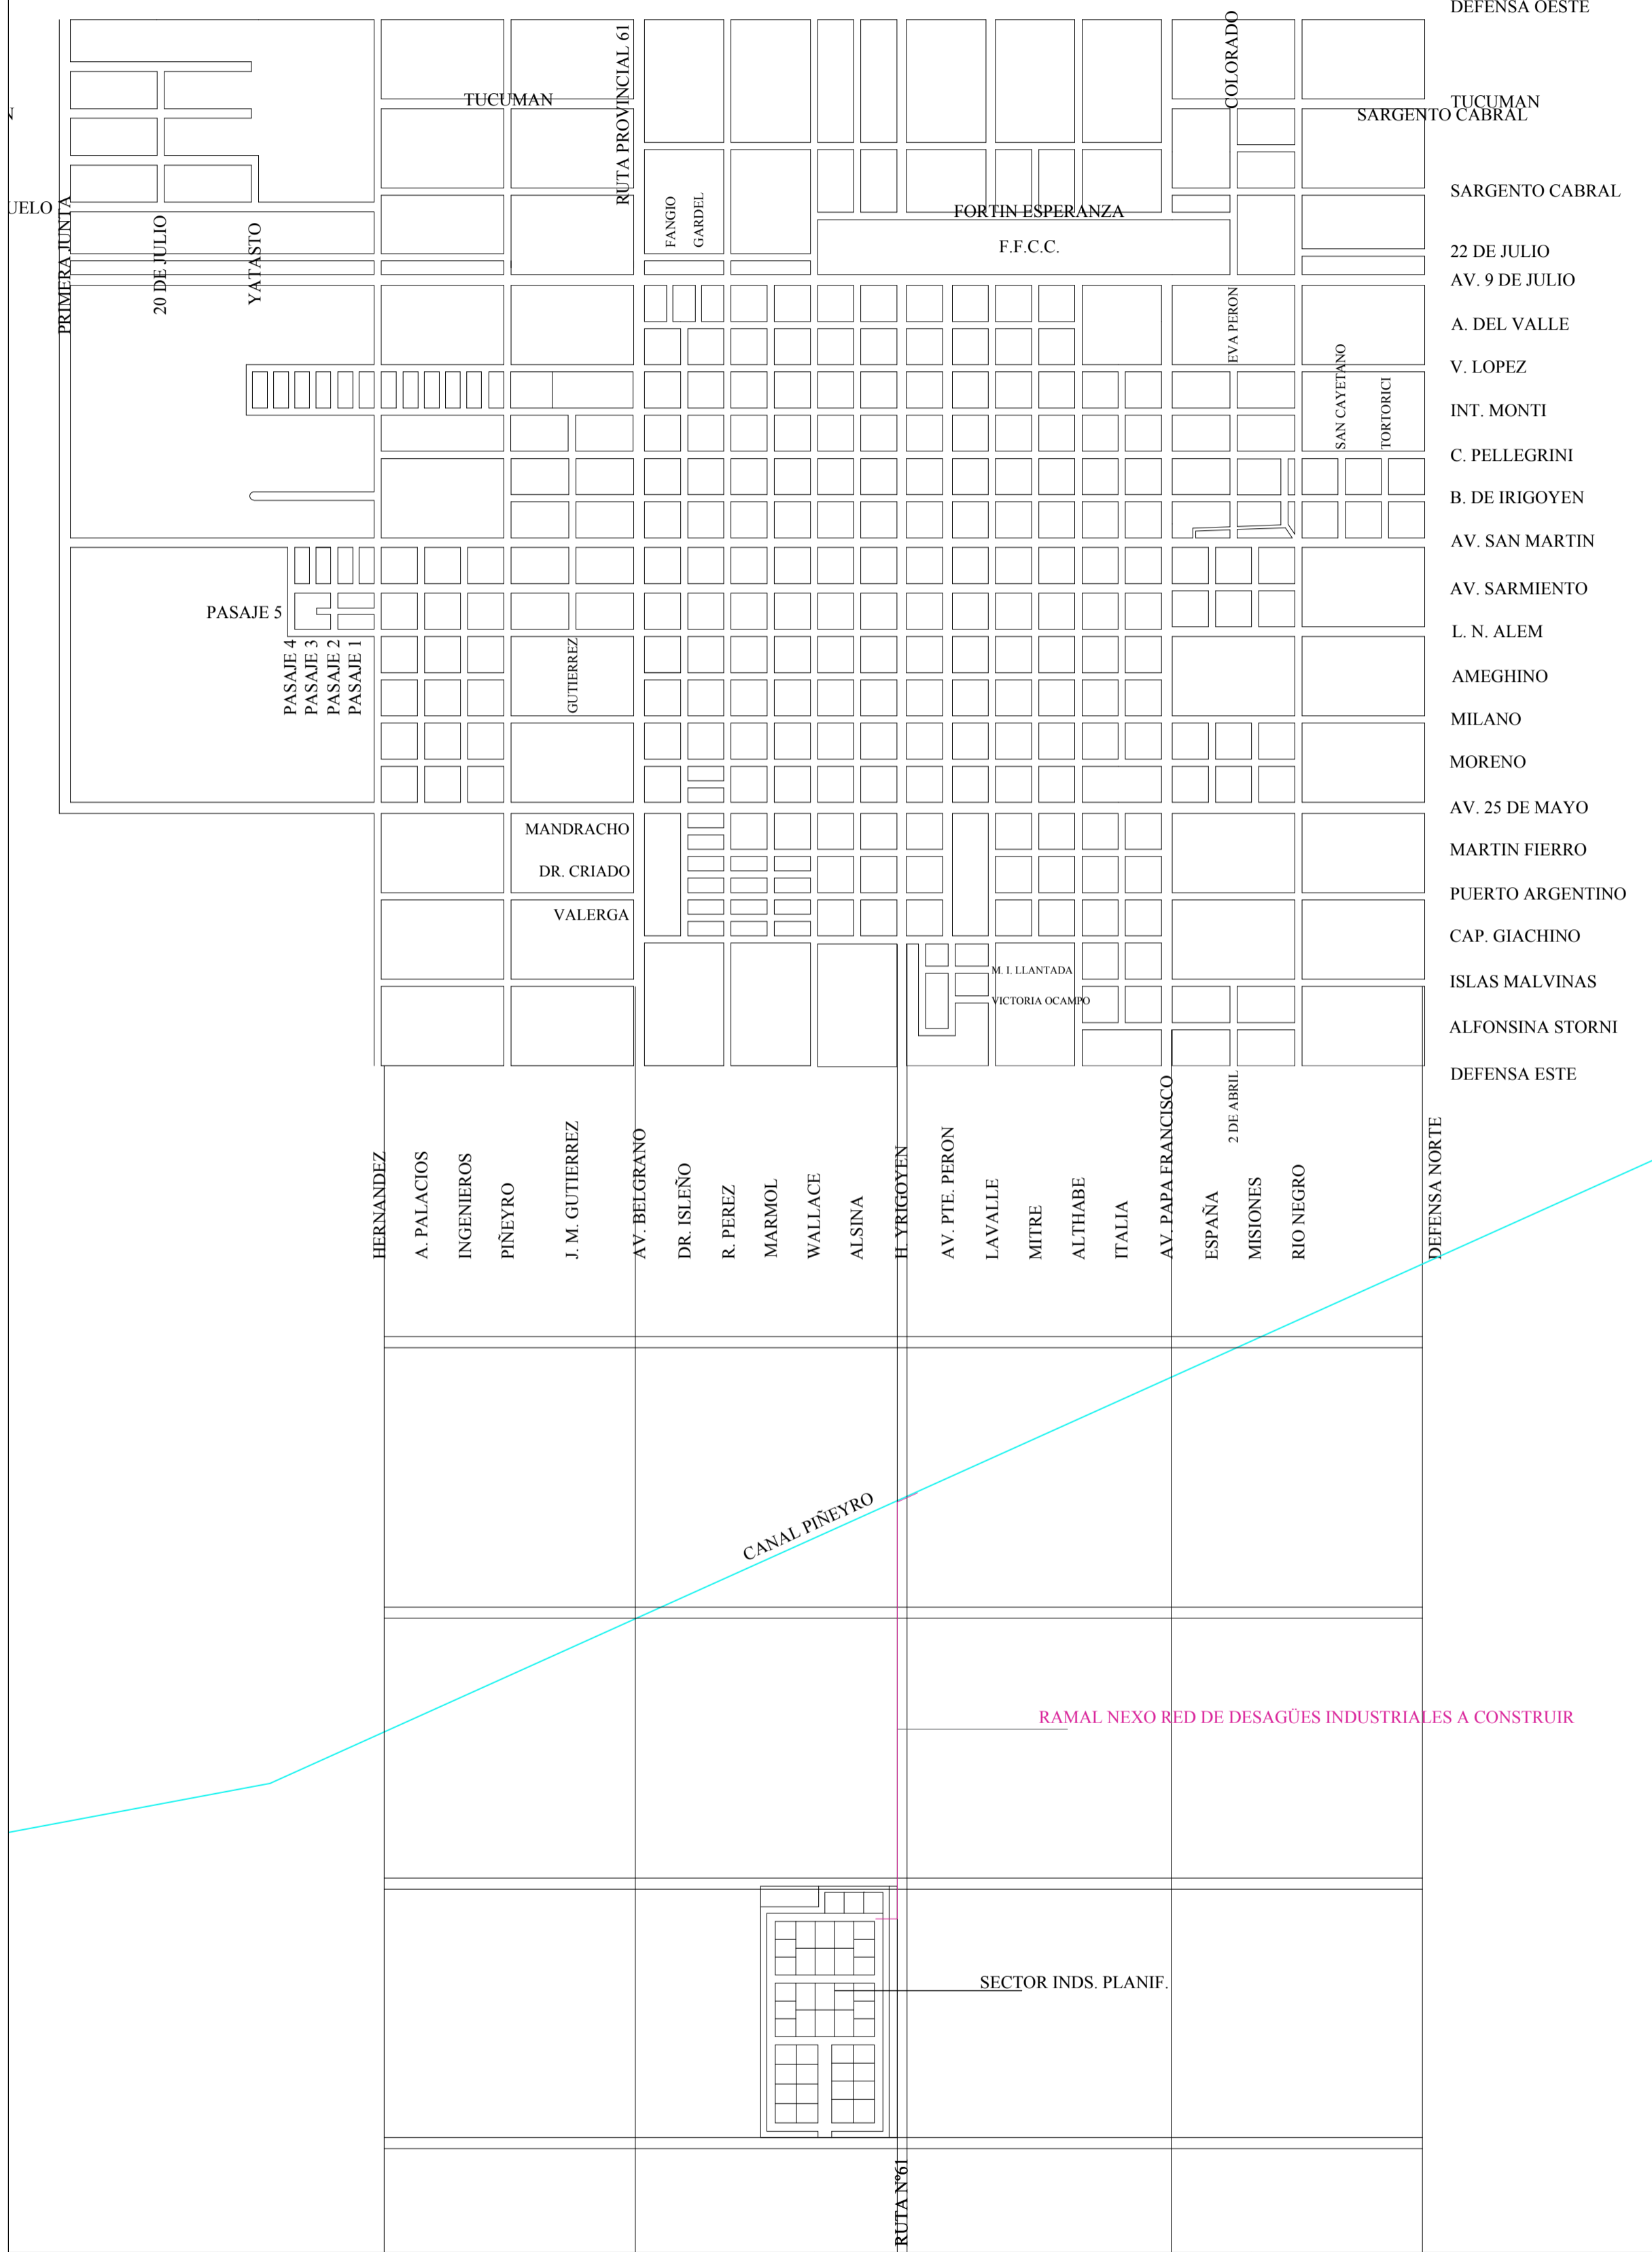 DEFENSA OESTE
TUCUMAN
RUTA PROVINCIAL 61
COLORADO
TUCUMAN
SARGENTO CABRAL
SARGENTO CABRAL
UELO
PRIMERA JUNTA
20 DE JULIO
YATASTO
FANGIO
GARDEL
FORTIN ESPERANZA
F.F.C.C.
22 DE JULIO
AV. 9 DE JULIO
A. DEL VALLE
EVA PERON
V. LOPEZ
SAN CAYETANO
TORTORICI
INT. MONTI
C. PELLEGRINI
B. DE IRIGOYEN
AV. SAN MARTIN
AV. SARMIENTO
PASAJE 5
L. N. ALEM
PASAJE 4
PASAJE 3
PASAJE 2
PASAJE 1
GUTIERREZ
AMEGHINO
MILANO
MORENO
AV. 25 DE MAYO
MANDRACHO
MARTIN FIERRO
DR. CRIADO
PUERTO ARGENTINO
VALERGA
CAP. GIACHINO
M. I. LLANTADA
ISLAS MALVINAS
VICTORIA OCAMPO
ALFONSINA STORNI
DEFENSA ESTE
HERNANDEZ
A. PALACIOS
INGENIEROS
PIÑEYRO
J. M. GUTIERREZ
AV. BELGRANO
DR. ISLEÑO
R. PEREZ
MARMOL
WALLACE
ALSINA
H. YRIGOYEN
AV. PTE. PERON
LAVALLE
MITRE
ALTHABE
ITALIA
AV. PAPA FRANCISCO
ESPAÑA
2 DE ABRIL
MISIONES
RIO NEGRO
DEFENSA NORTE
CANAL PIÑEYRO
RAMAL NEXO RED DE DESAGÜES INDUSTRIALES A CONSTRUIR
SECTOR INDS. PLANIF.
RUTA Nº61